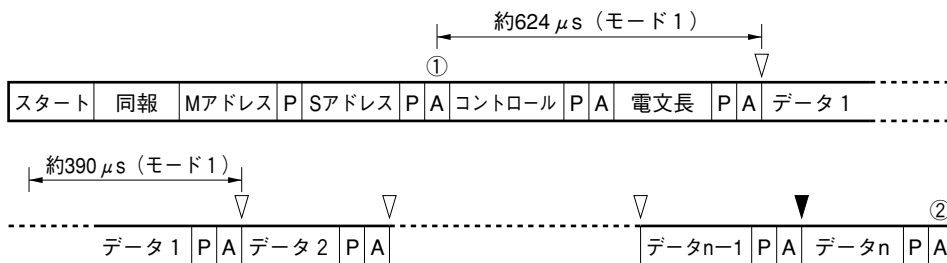 約624μs（モード1）
①
スタート 同報 Mアドレス P Sアドレス P A コントロール P A 電文長 P A データ1
約390μs（モード1）
②
データ1 P A データ2 P A データn−1 P A データn P A